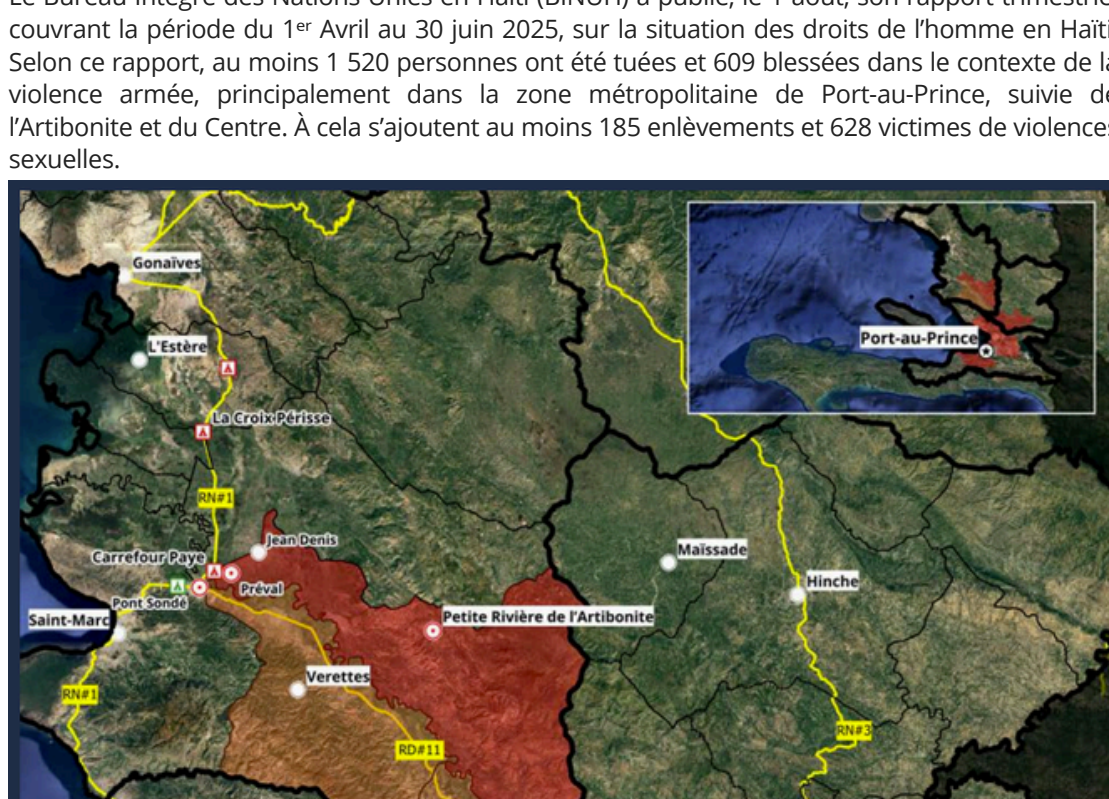 Le Bureau Intégré des Nations Unies en Haïti (BINUH) a publié, le 1 août, son rapport trimestriel
couvrant la période du 1er Avril au 30 juin 2025, sur la situation des droits de l’homme en Haïti
Selon ce rapport, au moins 1 520 personnes ont été tuées et 609 blessées dans le contexte de la
violence armée, principalement dans la zone métropolitaine de Port-au-Prince, suivie de
l’Artibonite et du Centre. À cela s’ajoutent au moins 185 enlèvements et 628 victimes de violences
sexuelles.
Gonaïves
L'Estère
Port-au-Prince
La Croix Périsse
RN#1
Jean Denis
Carrefour Paye
Maïssade
Préval
Hinche
Pont Sondé
Petite Rivière de l'Artibonite
Saint-Marc
Verettes
RN#1
RN#3
RD#11